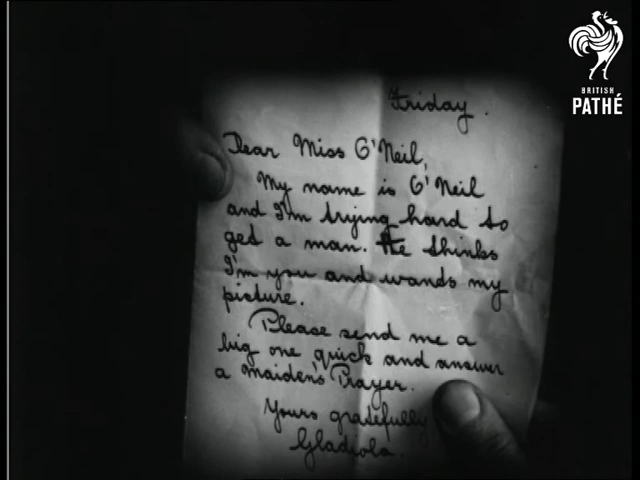 BRITISH
PATHÉ
Friday.
Dear Miss O'Neil,
My name is O'Neil
and I'm trying hard to
get a man. He thinks
I'm you and wants my
picture.
Please send me a
big one quick and answer
a Maiden's Prayer.
Yours gratefully
Gladiola.